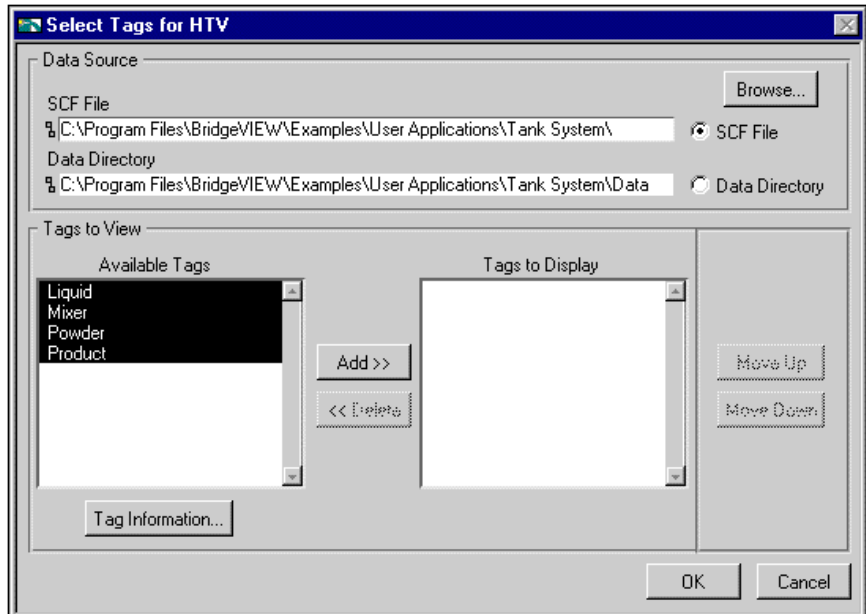 Select Tags for HTV
Data Source
Browse...
SCF File
C:\Program Files\BridgeVIEW\Examples\User Applications\Tank System\
SCF File
Data Directory
C:\Program Files\BridgeVIEW\Examples\User Applications\Tank System\Data
Data Directory
Tags to View
Available Tags
Tags to Display
Liquid
Mixer
Powder
Product
Add >>
<< Delete
Move Up
Move Down
Tag Information...
OK
Cancel